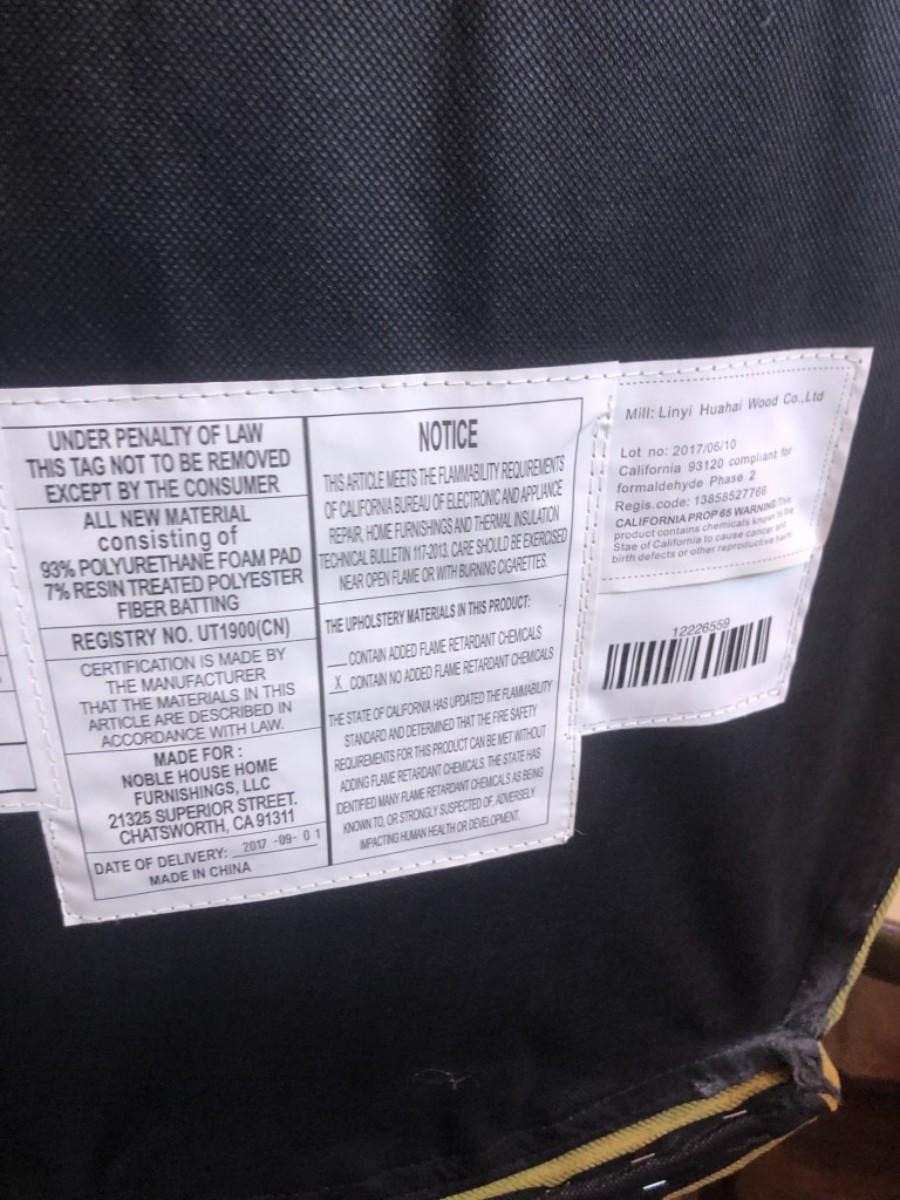 UNDER PENALTY OF LAW
THIS TAG NOT TO BE REMOVED
EXCEPT BY THE CONSUMER
ALL NEW MATERIAL
consisting of
93% POLYURETHANE FOAM PAD
7% RESIN TREATED POLYESTER
FIBER BATTING
REGISTRY NO. UT1900(CN)
CERTIFICATION IS MADE BY
THE MANUFACTURER
THAT THE MATERIALS IN THIS
ARTICLE ARE DESCRIBED IN
ACCORDANCE WITH LAW.
MADE FOR :
NOBLE HOUSE HOME
FURNISHINGS, LLC
21325 SUPERIOR STREET.
CHATSWORTH, CA 91311
DATE OF DELIVERY: 2017 -09- 0 1
MADE IN CHINA
NOTICE
THIS ARTICLE MEETS THE FLAMMABILITY REQUIREMENTS
OF CALIFORNIA BUREAU OF ELECTRONIC AND APPLIANCE
REPAIR, HOME FURNISHINGS AND THERMAL INSULATION
TECHNICAL BULLETIN 117-2013. CARE SHOULD BE EXERCISED
NEAR OPEN FLAME OR WITH BURNING CIGARETTES.
THE UPHOLSTERY MATERIALS IN THIS PRODUCT:
___ CONTAIN ADDED FLAME RETARDANT CHEMICALS
_X_ CONTAIN NO ADDED FLAME RETARDANT CHEMICALS
THE STATE OF CALIFORNIA HAS UPDATED THE FLAMMABILITY
STANDARD AND DETERMINED THAT THE FIRE SAFETY
REQUIREMENTS FOR THIS PRODUCT CAN BE MET WITHOUT
ADDING FLAME RETARDANT CHEMICALS. THE STATE HAS
IDENTIFIED MANY FLAME RETARDANT CHEMICALS AS BEING
KNOWN TO, OR STRONGLY SUSPECTED OF, ADVERSELY
IMPACTING HUMAN HEALTH OR DEVELOPMENT.
Mill: Linyi Huahai Wood Co.,Ltd
Lot no: 2017/06/10
California 93120 compliant for
formaldehyde Phase 2
Regis.code: 13858527766
CALIFORNIA PROP 65 WARNING:This
product contains chemicals known to the
Stae of California to cause cancer and
birth defects or other reproductive harm.
12226559